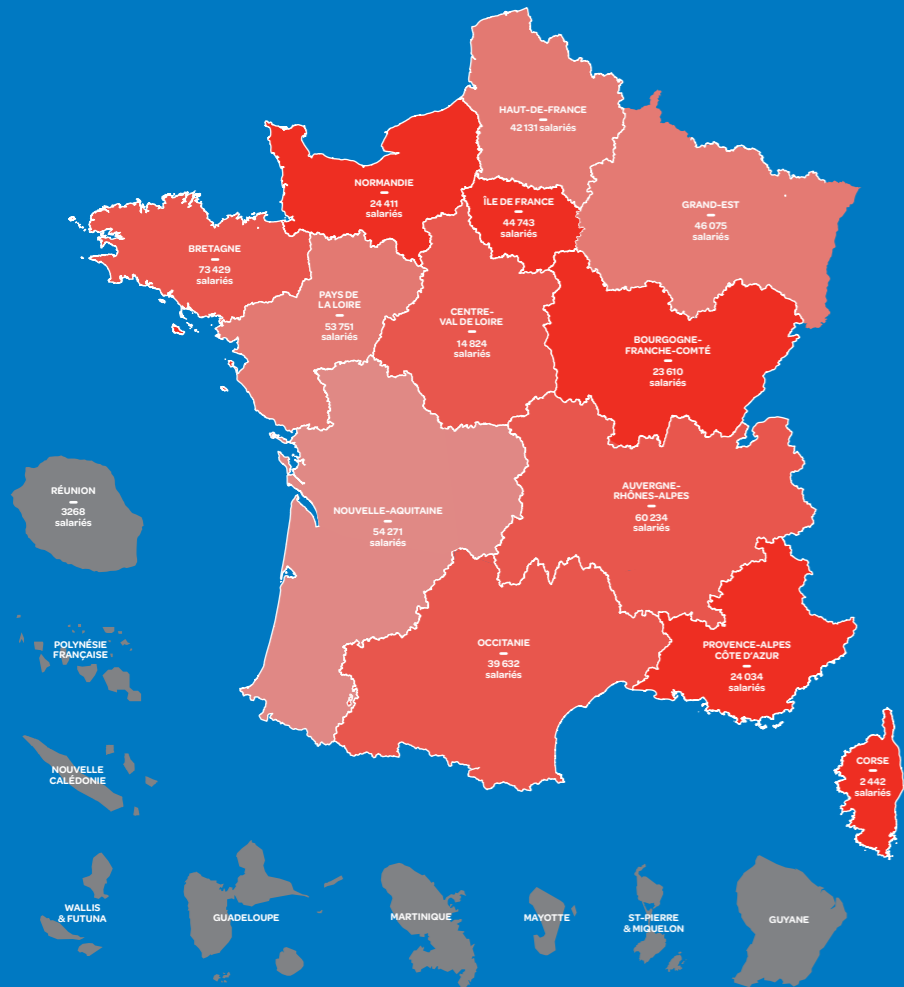 HAUT-DE-FRANCE
42 131 salariés
NORMANDIE
24 411
salariés
ÎLE DE FRANCE
44 743
salariés
GRAND-EST
46 075
salariés
BRETAGNE
73 429
salariés
PAYS DE
LA LOIRE
53 751
salariés
CENTRE-
VAL DE LOIRE
14 824
salariés
BOURGOGNE-
FRANCHE-COMTÉ
23 610
salariés
RÉUNION
3268
salariés
NOUVELLE-AQUITAINE
54 271
salariés
AUVERGNE-
RHÔNES-ALPES
60 234
salariés
POLYNÉSIE
FRANÇAISE
OCCITANIE
39 632
salariés
PROVENCE-ALPES
CÔTE D'AZUR
24 034
salariés
NOUVELLE
CALÉDONIE
CORSE
2 442
salariés
WALLIS
& FUTUNA
GUADELOUPE
MARTINIQUE
MAYOTTE
ST-PIERRE
& MIQUELON
GUYANE